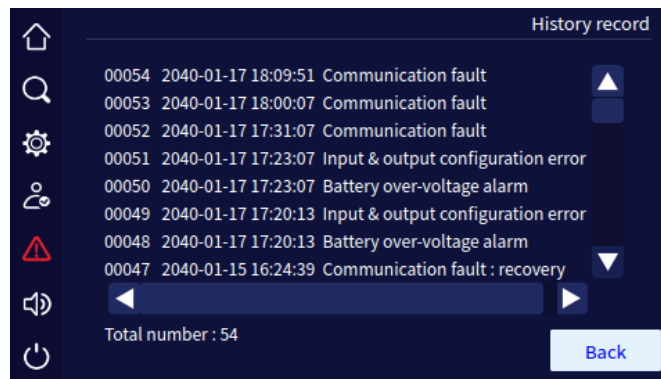 History record
00054 2040-01-17 18:09:51 Communication fault
00053 2040-01-17 18:00:07 Communication fault
00052 2040-01-17 17:31:07 Communication fault
00051 2040-01-17 17:23:07 Input & output configuration error
00050 2040-01-17 17:23:07 Battery over-voltage alarm
00049 2040-01-17 17:20:13 Input & output configuration error
00048 2040-01-17 17:20:13 Battery over-voltage alarm
00047 2040-01-15 16:24:39 Communication fault : recovery
Total number : 54
Back